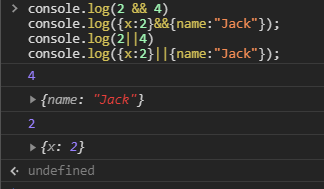 > console.log(2 && 4)
console.log({x:2}&&{name:"Jack"});
console.log(2||4)
console.log({x:2}||{name:"Jack"});
4
▶{name: "Jack"}
2
▶{x: 2}
undefined